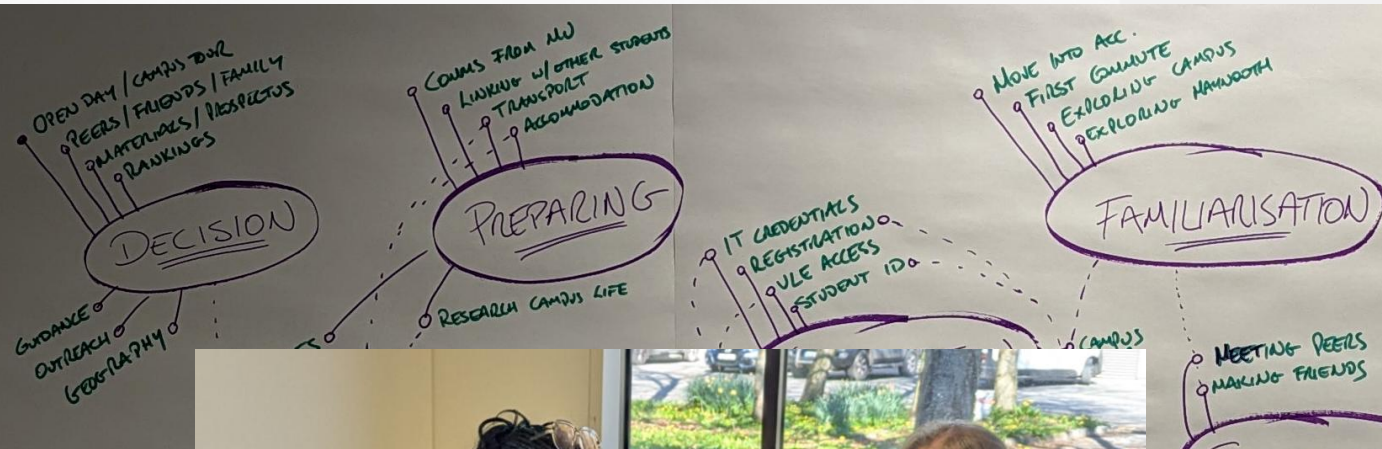 OPEN DAY / CAMPUS TOUR
PEERS / FRIENDS / FAMILY
MATERIALS / PROSPECTUS
RANKINGS
DECISION
GUIDANCE
OUTREACH
GEOGRAPHY
COMMS FROM MU
LINKING W/ OTHER STUDENTS
TRANSPORT
ACCOMMODATION
PREPARING
RESEARCH CAMPUS LIFE
IT CREDENTIALS
REGISTRATION
VLE ACCESS
STUDENT ID
MOVE INTO ACC.
FIRST COMMUTE
EXPLORING CAMPUS
EXPLORING MAYNOOTH
FAMILIARISATION
CAMPUS
MEETING PEERS
MAKING FRIENDS